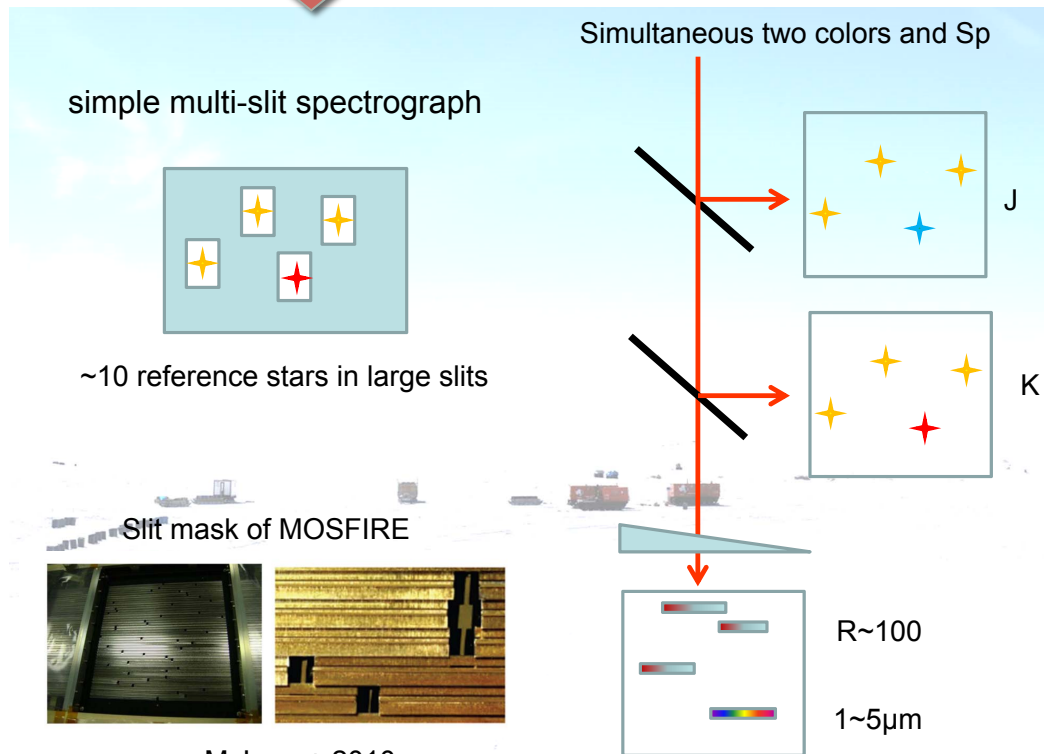 Simultaneous two colors and Sp
simple multi-slit spectrograph
J
~10 reference stars in large slits
K
Slit mask of MOSFIRE
R~100
1~5μm
2010